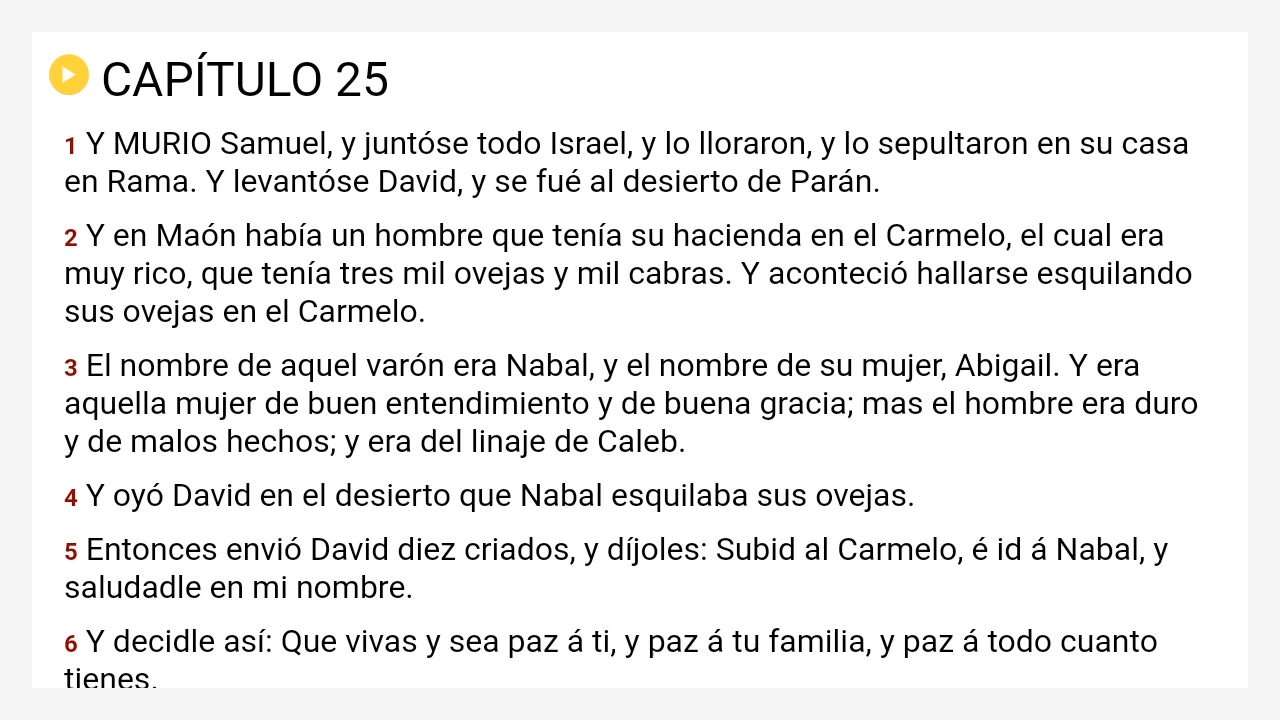 CAPÍTULO 25
1 Y MURIO Samuel, y juntóse todo Israel, y lo lloraron, y lo sepultaron en su casa
en Rama. Y levantóse David, y se fué al desierto de Parán.
2 Y en Maón había un hombre que tenía su hacienda en el Carmelo, el cual era
muy rico, que tenía tres mil ovejas y mil cabras. Y aconteció hallarse esquilando
sus ovejas en el Carmelo.
3 El nombre de aquel varón era Nabal, y el nombre de su mujer, Abigail. Y era
aquella mujer de buen entendimiento y de buena gracia; mas el hombre era duro
y de malos hechos; y era del linaje de Caleb.
4 Y oyó David en el desierto que Nabal esquilaba sus ovejas.
5 Entonces envió David diez criados, y díjoles: Subid al Carmelo, é id á Nabal, y
saludadle en mi nombre.
6 Y decidle así: Que vivas y sea paz á ti, y paz á tu familia, y paz á todo cuanto
tienes.